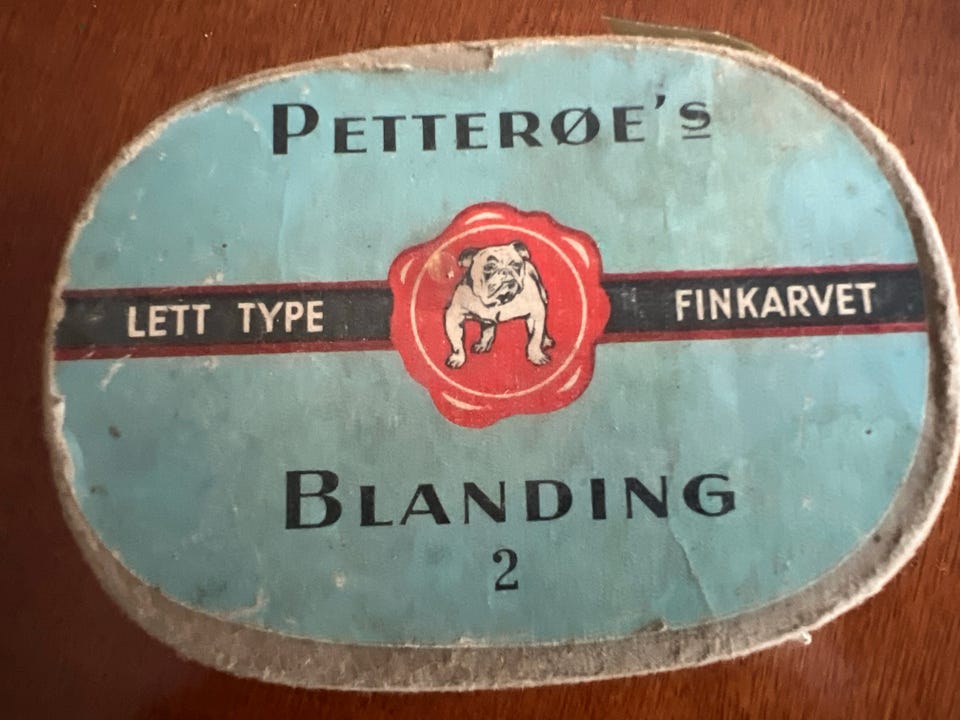 PETTERØE'S
LETT TYPE FINKARVET
BLANDING
2